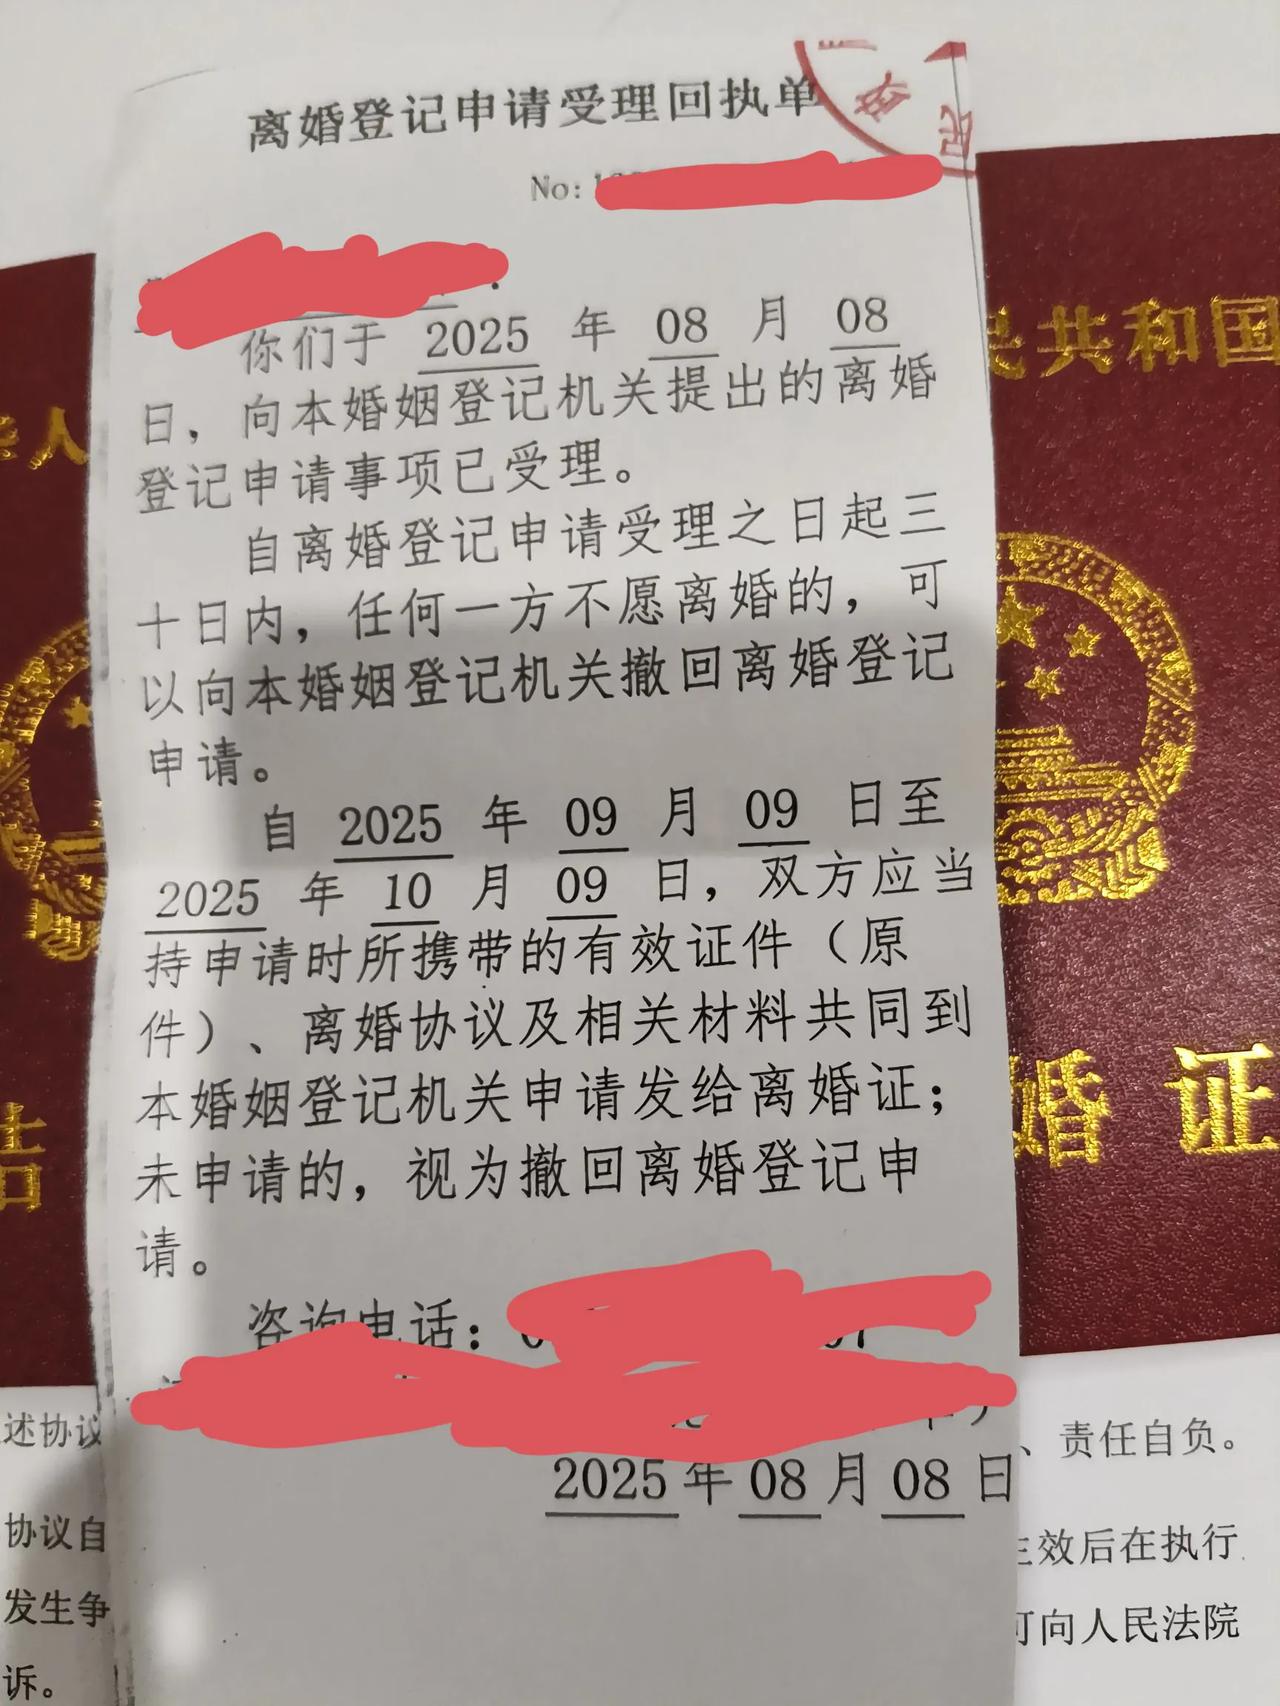 离婚登记申请受理回执单
No:
你们于 2025 年 08 月 08
日，向本婚姻登记机关提出的离婚
登记申请事项已受理。
自离婚登记申请受理之日起三
十日内，任何一方不愿离婚的，可
以向本婚姻登记机关撤回离婚登记
申请。
自 2025 年 09 月 09 日至
2025 年 10 月 09 日，双方应当
持申请时所携带的有效证件（原
件）、离婚协议及相关材料共同到
本婚姻登记机关申请发给离婚证；
未申请的，视为撤回离婚登记申
请。
咨询电话：
2025 年 08 月 08 日
人
结
民共和国
婚 证
述协议
协议自
发生争
诉。
、责任自负。
生效后在执行
可向人民法院